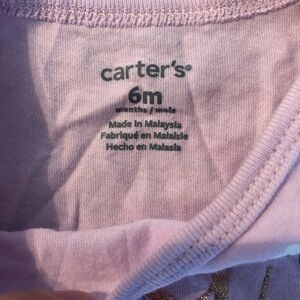 carter's®
6m
months / mois
Made in Malaysia
Fabriqué en Malaisie
Hecho en Malasia